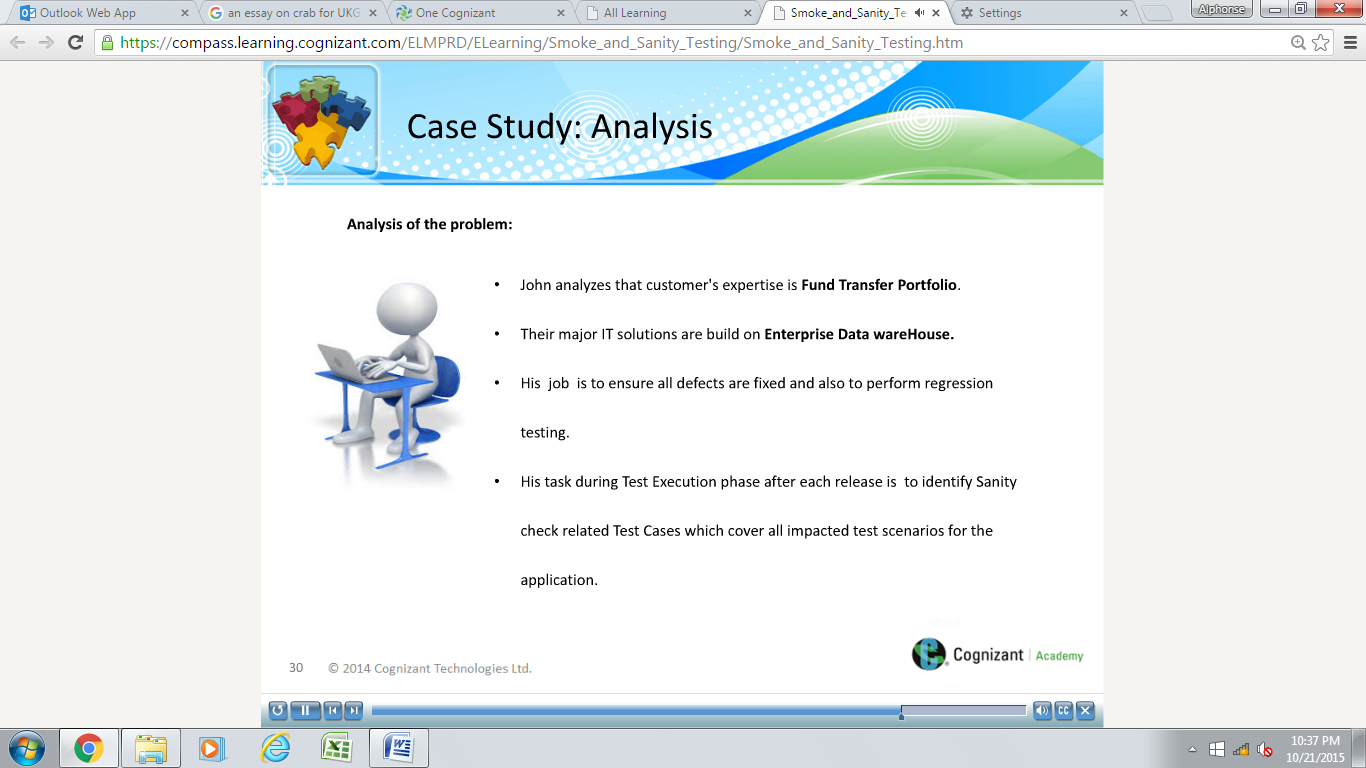 Outlook Web App
an essay on crab for UKG
One Cognizant
All Learning
Smoke_and_Sanity_Te
Settings
Alphonse
https://compass.learning.cognizant.com/ELMPRD/ELearning/Smoke_and_Sanity_Testing/Smoke_and_Sanity_Testing.htm
Case Study: Analysis
Analysis of the problem:
• John analyzes that customer's expertise is Fund Transfer Portfolio.
• Their major IT solutions are build on Enterprise Data wareHouse.
• His job is to ensure all defects are fixed and also to perform regression
testing.
• His task during Test Execution phase after each release is to identify Sanity
check related Test Cases which cover all impacted test scenarios for the
application.
30 © 2014 Cognizant Technologies Ltd.
Cognizant | Academy
CC
10:37 PM
10/21/2015